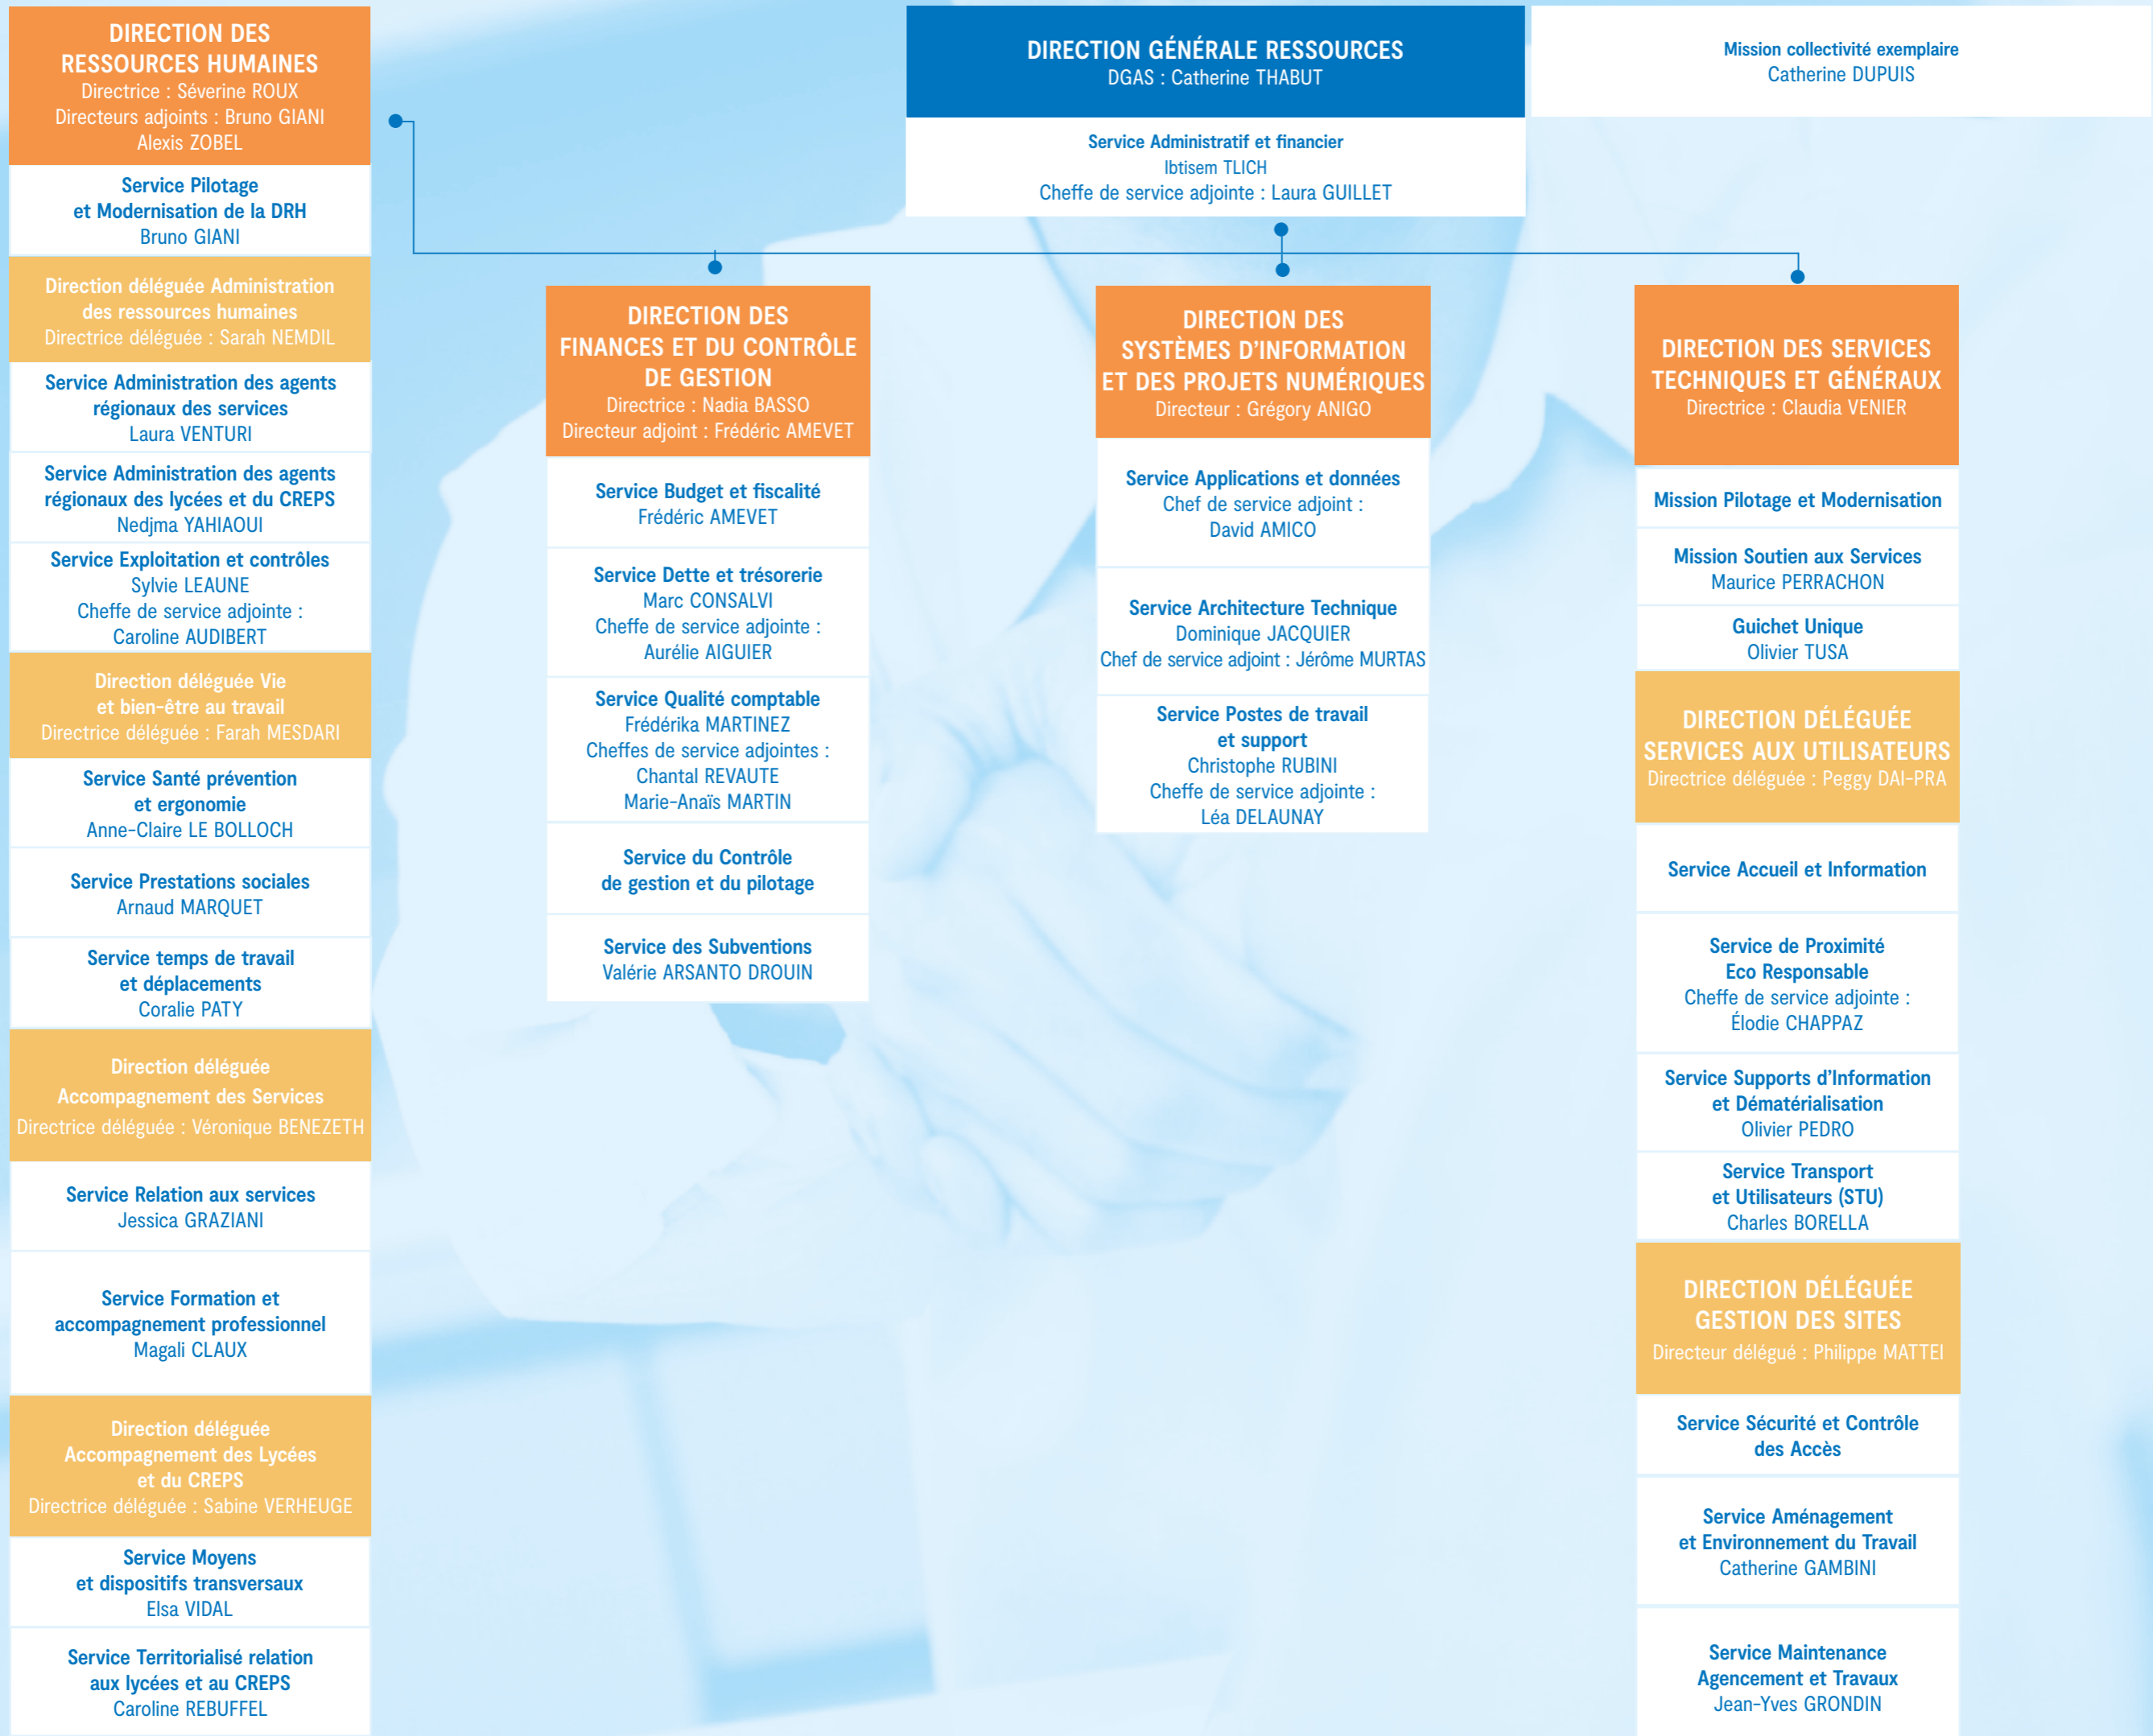 DIRECTION DES
RESSOURCES HUMAINES
Directrice : Séverine ROUX
Directeurs adjoints : Bruno GIANI
Alexis ZOBEL
Service Pilotage
et Modernisation de la DRH
Bruno GIANI
Direction déléguée Administration
des ressources humaines
Directrice déléguée : Sarah NEMDIL
Service Administration des agents
régionaux des services
Laura VENTURI
Service Administration des agents
régionaux des lycées et du CREPS
Nedjma YAHIAOUI
Service Exploitation et contrôles
Sylvie LEAUNE
Cheffe de service adjointe :
Caroline AUDIBERT
Direction déléguée Vie
et bien-être au travail
Directrice déléguée : Farah MESDARI
Service Santé prévention
et ergonomie
Anne-Claire LE BOLLOCH
Service Prestations sociales
Arnaud MARQUET
Service temps de travail
et déplacements
Coralie PATY
Direction déléguée
Accompagnement des Services
Directrice déléguée : Véronique BENEZETH
Service Relation aux services
Jessica GRAZIANI
Service Formation et
accompagnement professionnel
Magali CLAUX
Direction déléguée
Accompagnement des Lycées
et du CREPS
Directrice déléguée : Sabine VERHEUGE
Service Moyens
et dispositifs transversaux
Elsa VIDAL
Service Territorialisé relation
aux lycées et au CREPS
Caroline REBUFFEL
DIRECTION GÉNÉRALE RESSOURCES
DGAS : Catherine THABUT
Service Administratif et financier
Ibtisem TLICH
Cheffe de service adjointe : Laura GUILLET
Mission collectivité exemplaire
Catherine DUPUIS
DIRECTION DES
FINANCES ET DU CONTRÔLE
DE GESTION
Directrice : Nadia BASSO
Directeur adjoint : Frédéric AMEVET
Service Budget et fiscalité
Frédéric AMEVET
Service Dette et trésorerie
Marc CONSALVI
Cheffe de service adjointe :
Aurélie AIGUIER
Service Qualité comptable
Frédérika MARTINEZ
Cheffes de service adjointes :
Chantal REVAUTE
Marie-Anaïs MARTIN
Service du Contrôle
de gestion et du pilotage
Service des Subventions
Valérie ARSANTO DROUIN
DIRECTION DES
SYSTÈMES D'INFORMATION
ET DES PROJETS NUMÉRIQUES
Directeur : Grégory ANIGO
Service Applications et données
Chef de service adjoint :
David AMICO
Service Architecture Technique
Dominique JACQUIER
Chef de service adjoint : Jérôme MURTAS
Service Postes de travail
et support
Christophe RUBINI
Cheffe de service adjointe :
Léa DELAUNAY
DIRECTION DES SERVICES
TECHNIQUES ET GÉNÉRAUX
Directrice : Claudia VENIER
Mission Pilotage et Modernisation
Mission Soutien aux Services
Maurice PERRACHON
Guichet Unique
Olivier TUSA
DIRECTION DÉLÉGUÉE
SERVICES AUX UTILISATEURS
Directrice déléguée : Peggy DAI-PRA
Service Accueil et Information
Service de Proximité
Eco Responsable
Cheffe de service adjointe :
Élodie CHAPPAZ
Service Supports d'Information
et Dématérialisation
Olivier PEDRO
Service Transport
et Utilisateurs (STU)
Charles BORELLA
DIRECTION DÉLÉGUÉE
GESTION DES SITES
Directeur délégué : Philippe MATTEI
Service Sécurité et Contrôle
des Accès
Service Aménagement
et Environnement du Travail
Catherine GAMBINI
Service Maintenance
Agencement et Travaux
Jean-Yves GRONDIN